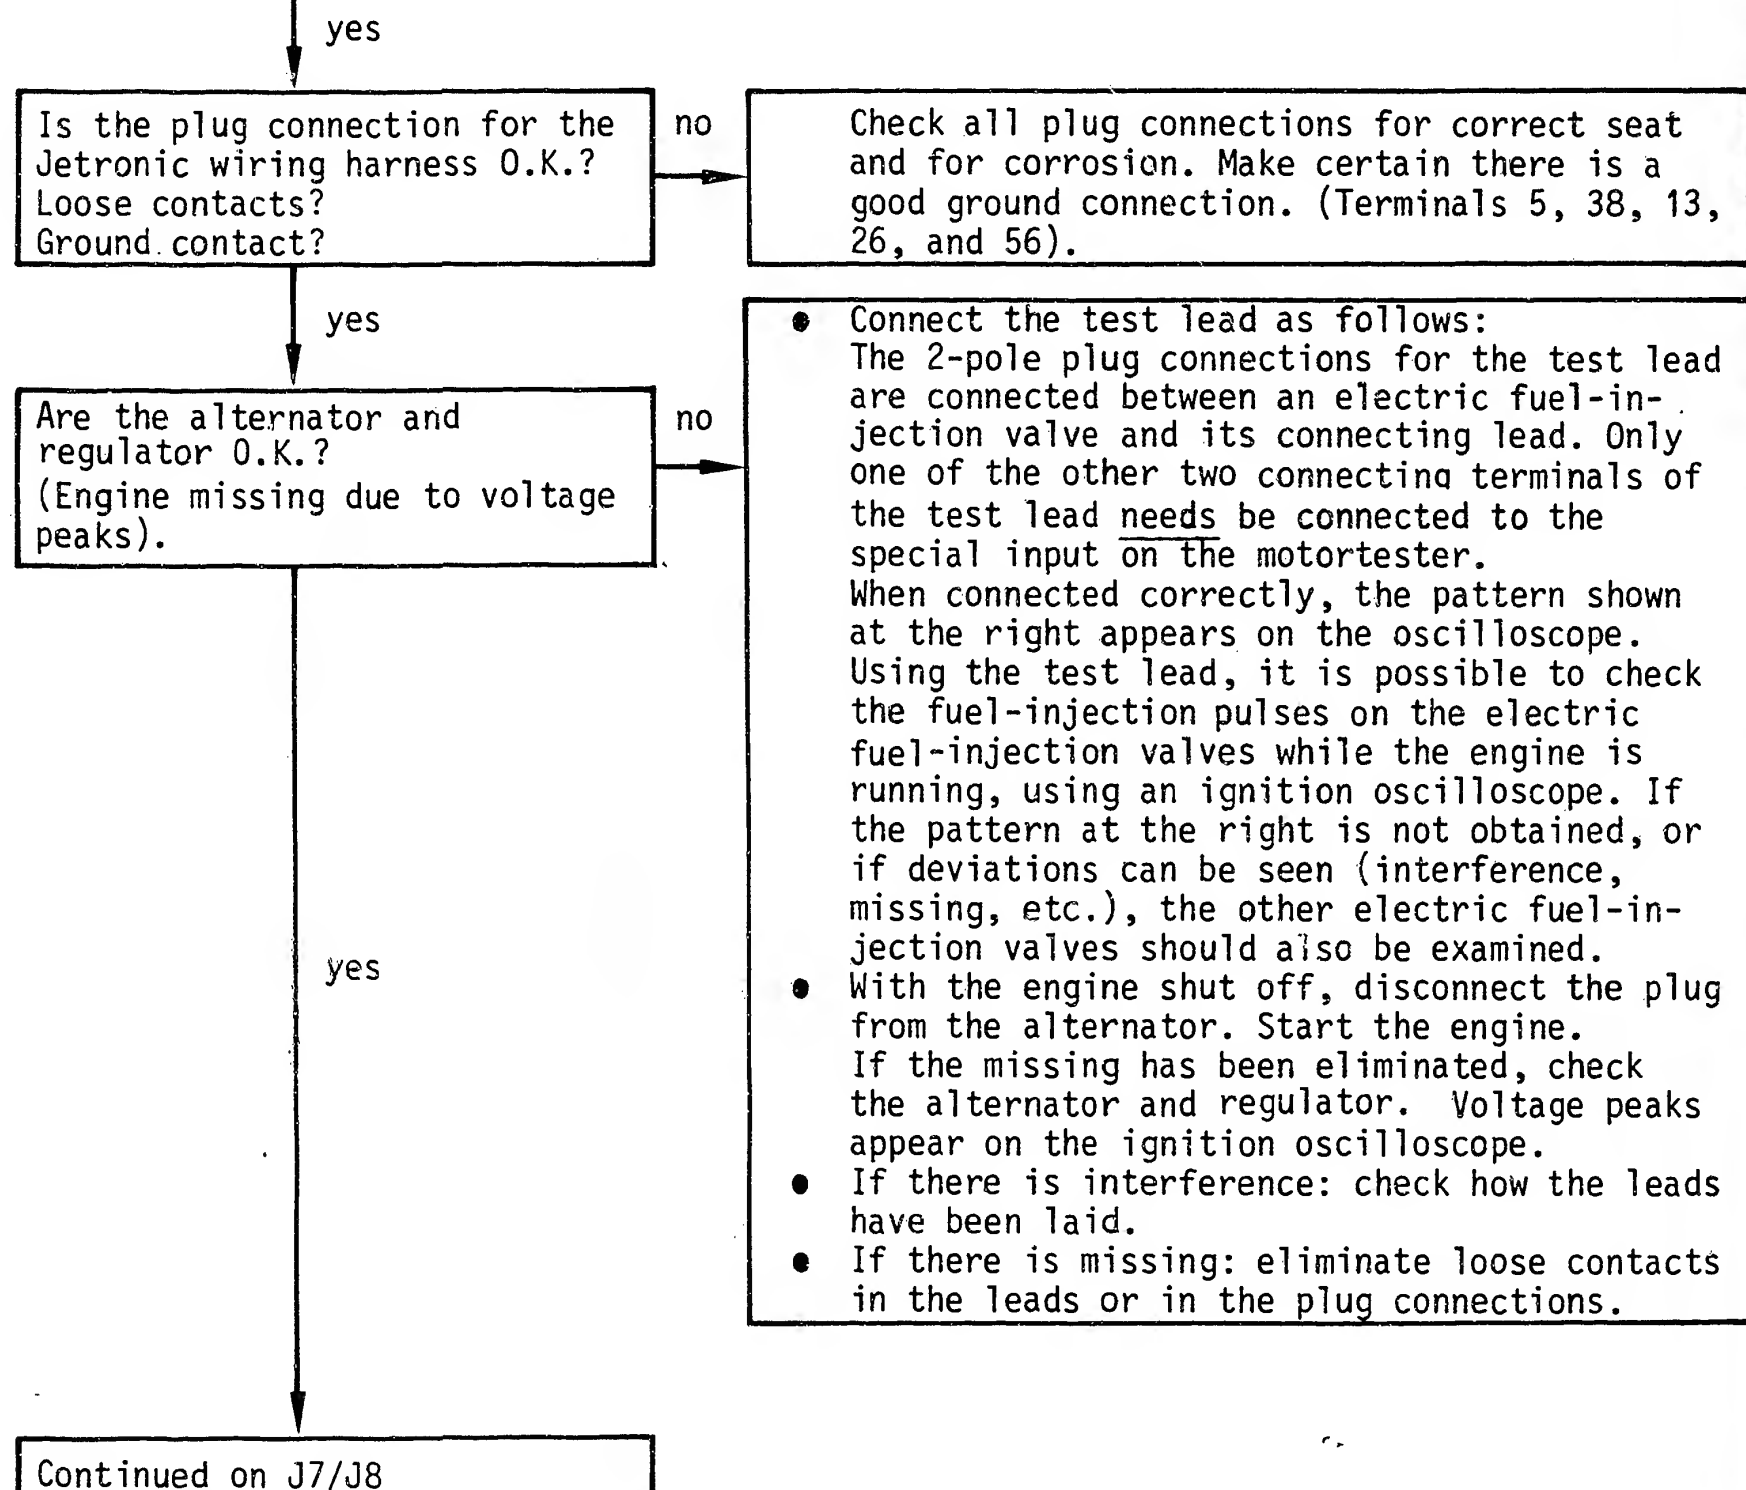 yes
Is the plug connection for the
Jetronic wiring harness O.K.?
Loose contacts?
Ground contact?
no
Check all plug connections for correct seat
and for corrosion. Make certain there is a
good ground connection. (Terminals 5, 38, 13,
26, and 56).
yes
Are the alternator and
regulator O.K.?
(Engine missing due to voltage
peaks).
no
● Connect the test lead as follows:
The 2-pole plug connections for the test lead
are connected between an electric fuel-in-
jection valve and its connecting lead. Only
one of the other two connecting terminals of
the test lead needs be connected to the
special input on the motortester.
When connected correctly, the pattern shown
at the right appears on the oscilloscope.
Using the test lead, it is possible to check
the fuel-injection pulses on the electric
fuel-injection valves while the engine is
running, using an ignition oscilloscope. If
the pattern at the right is not obtained, or
if deviations can be seen (interference,
missing, etc.), the other electric fuel-in-
jection valves should also be examined.
● With the engine shut off, disconnect the plug
from the alternator. Start the engine.
If the missing has been eliminated, check
the alternator and regulator. Voltage peaks
appear on the ignition oscilloscope.
● If there is interference: check how the leads
have been laid.
● If there is missing: eliminate loose contacts
in the leads or in the plug connections.
yes
Continued on J7/J8